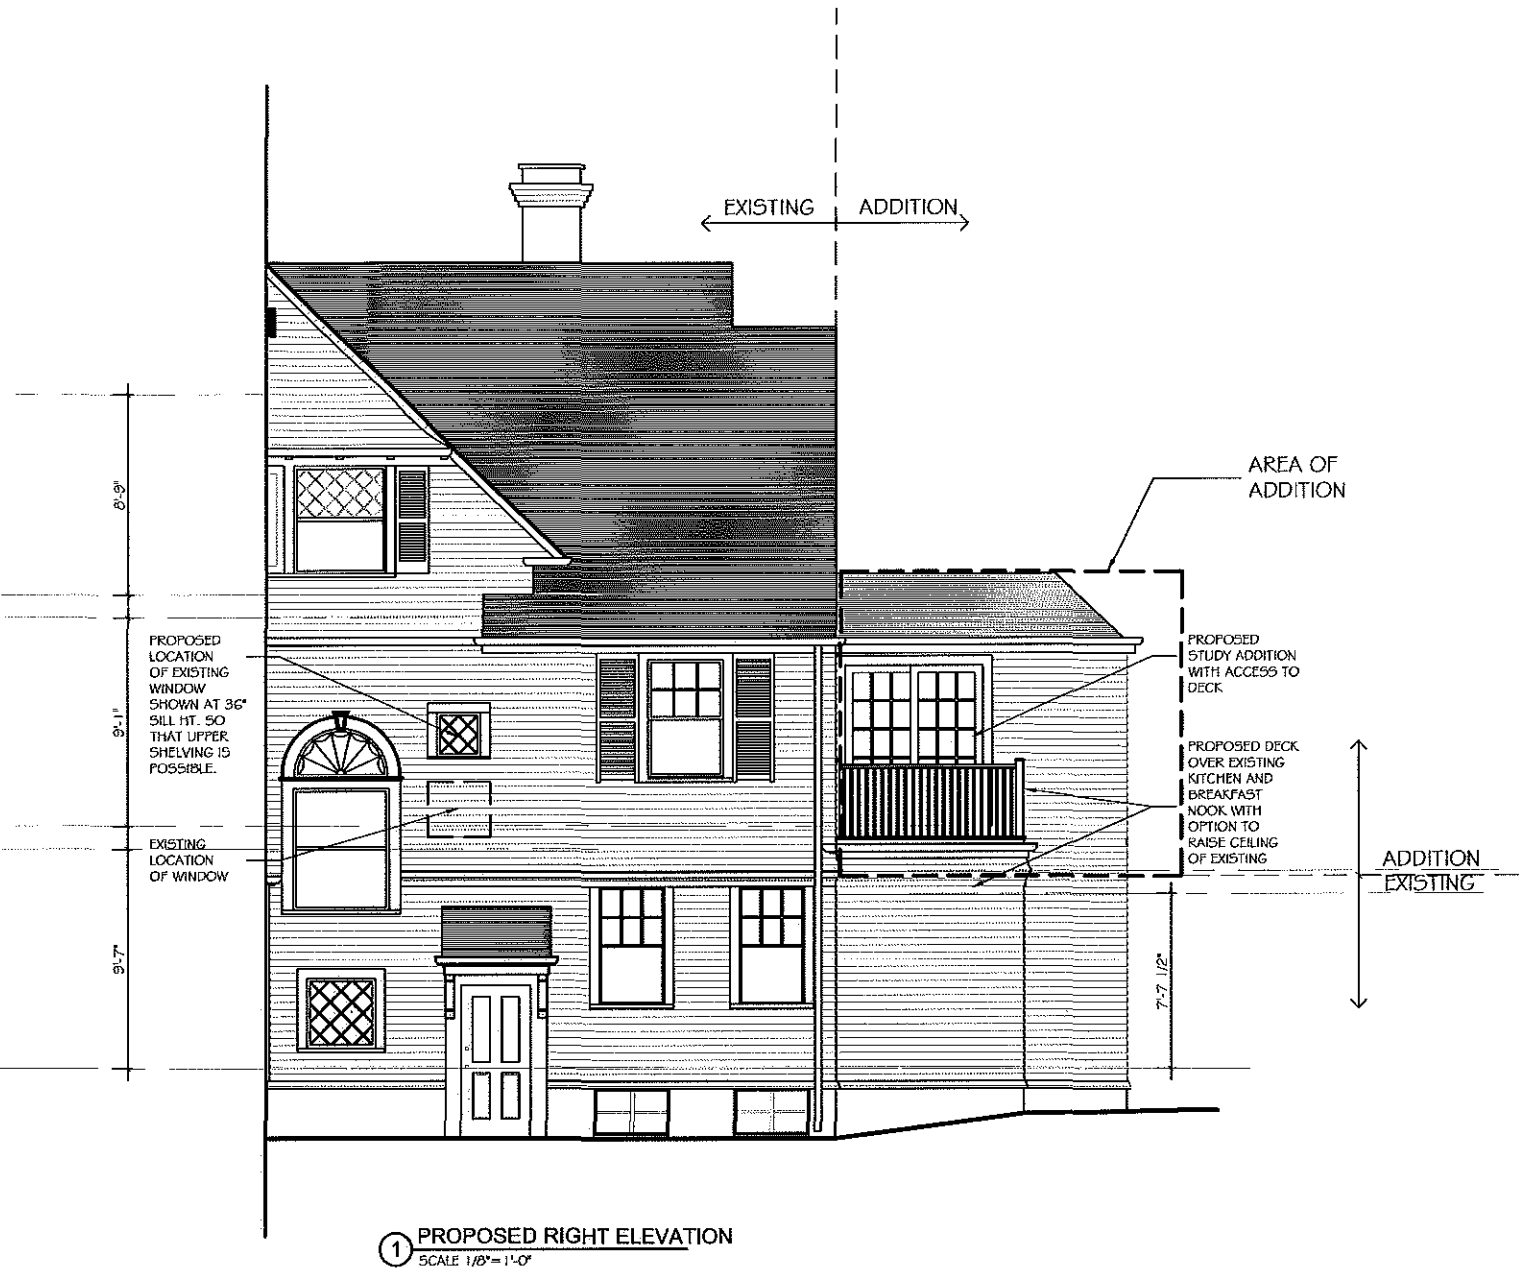 EXISTING
ADDITION
AREA OF
ADDITION
8'-9"
PROPOSED
LOCATION
OF EXISTING
WINDOW
SHOWN AT 36"
SILL HT. SO
THAT UPPER
SHELVING IS
POSSIBLE.
9'-1"
PROPOSED
STUDY ADDITION
WITH ACCESS TO
DECK
PROPOSED DECK
OVER EXISTING
KITCHEN AND
BREAKFAST
NOOK WITH
OPTION TO
RAISE CEILING
OF EXISTING
EXISTING
LOCATION
OF WINDOW
ADDITION
EXISTING
9'-7"
7'-7 1/2"
1 PROPOSED RIGHT ELEVATION
SCALE 1/8"=1'-0"